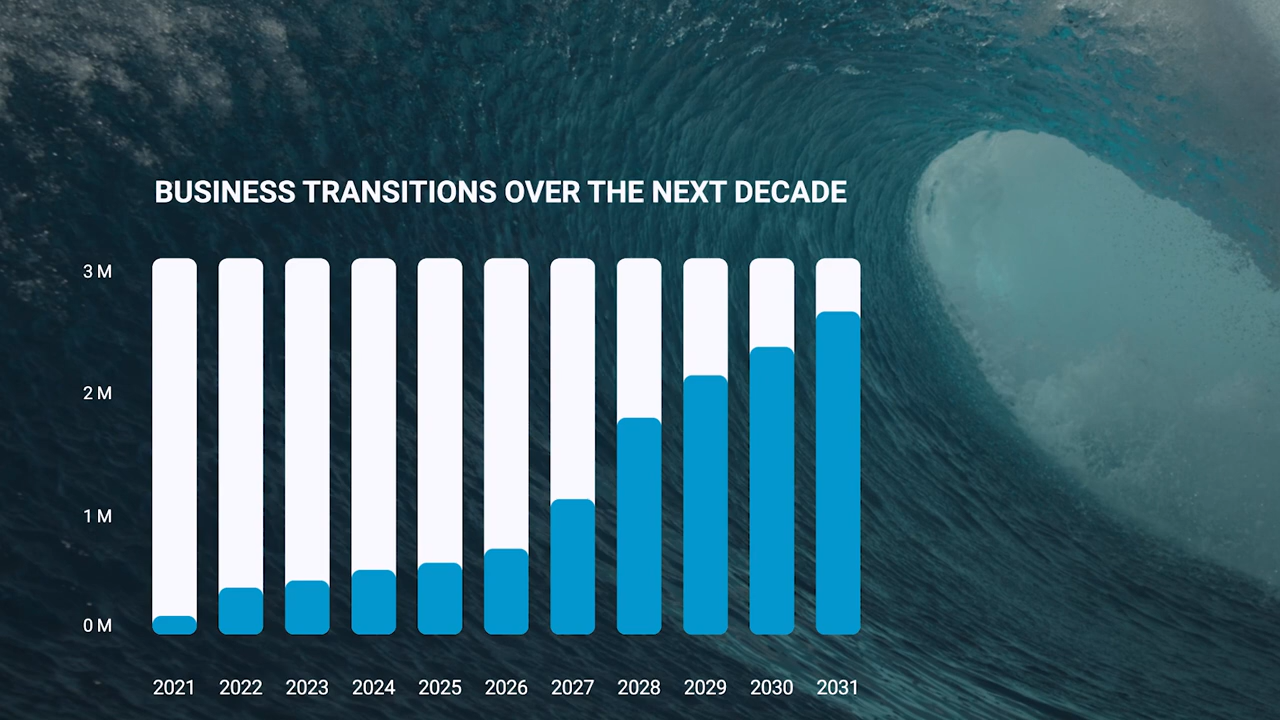 BUSINESS TRANSITIONS OVER THE NEXT DECADE
3 M
2 M
1 M
0 M
2021 2022 2023 2024 2025 2026 2027 2028 2029 2030 2031